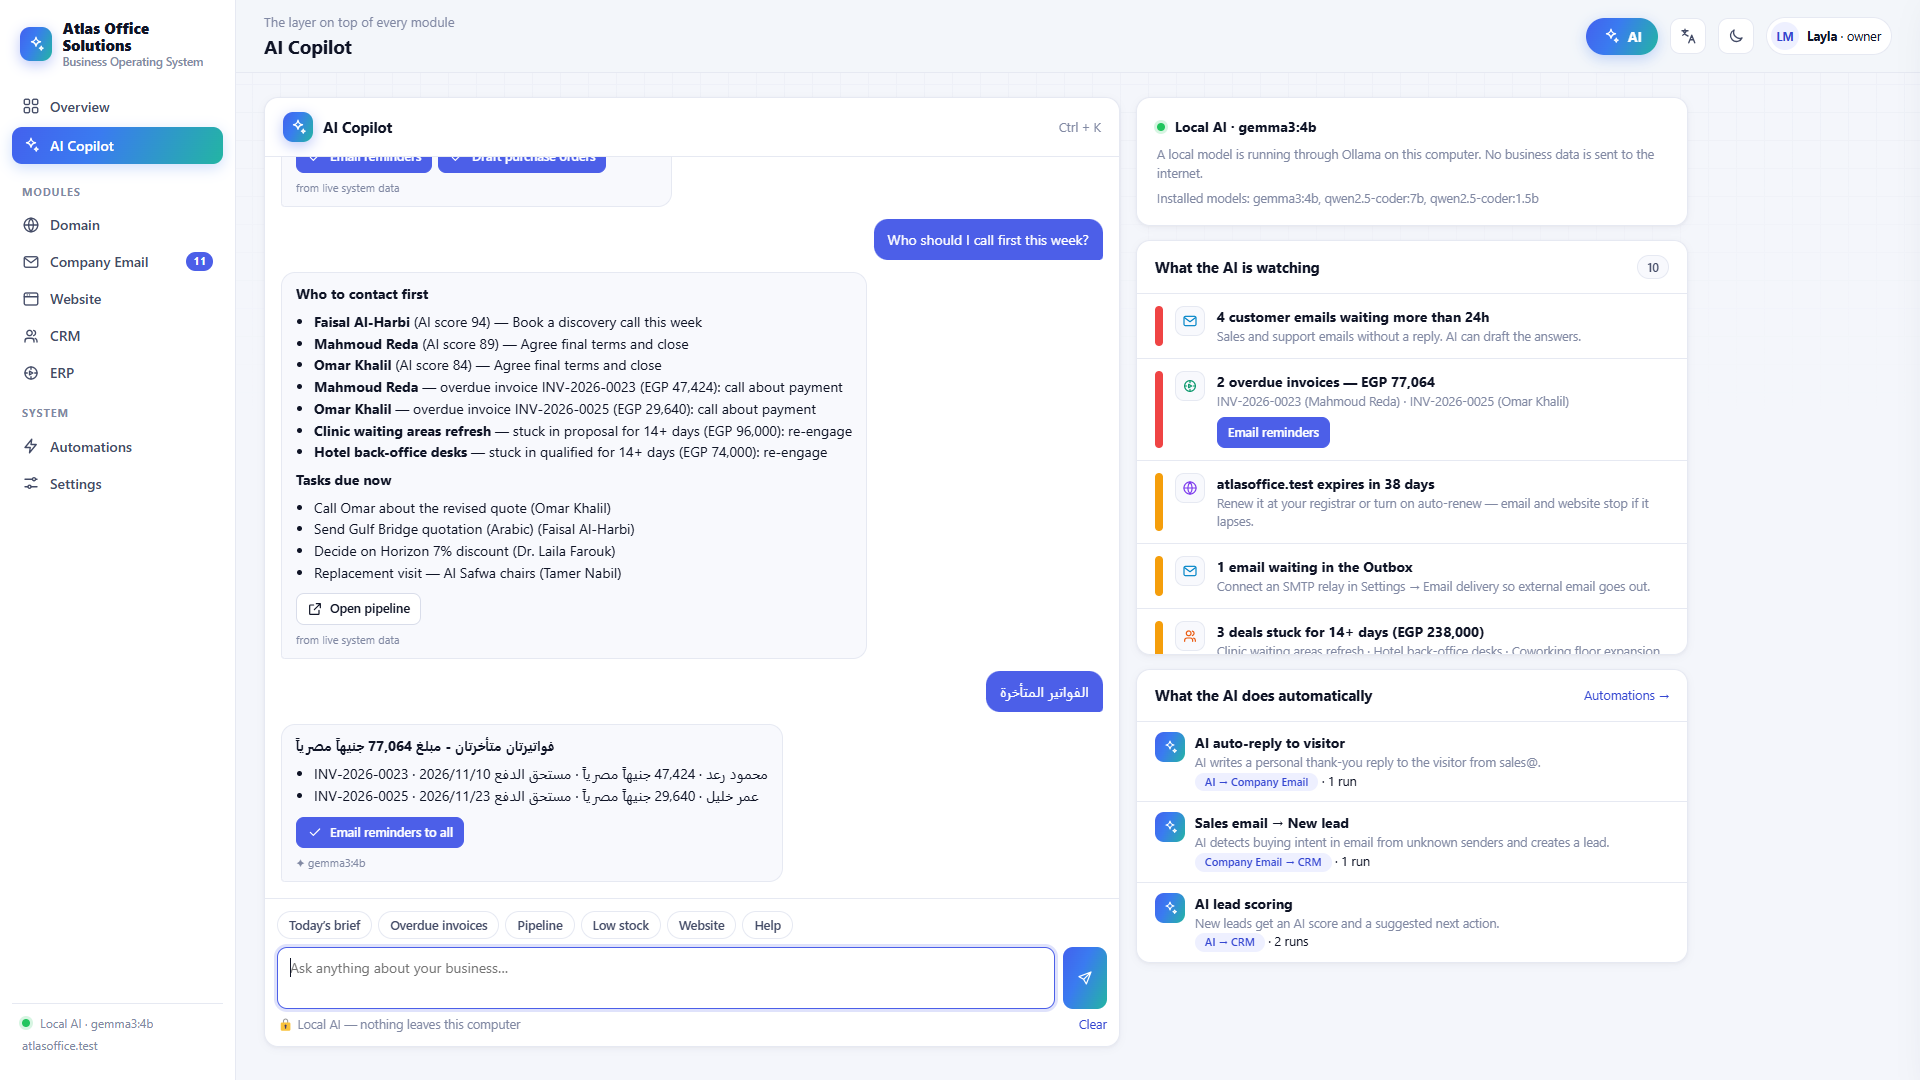 Atlas Office
Solutions
Business Operating System
Overview
AI Copilot
MODULES
Domain
Company Email 11
Website
CRM
ERP
SYSTEM
Automations
Settings
Local AI · gemma3:4b
atlasoffice.test
The layer on top of every module
AI Copilot
AI
LM Layla · owner
AI Copilot
Ctrl + K
Email reminders Draft purchase orders
from live system data
Who should I call first this week?
Who to contact first
Faisal Al-Harbi (AI score 94) — Book a discovery call this week
Mahmoud Reda (AI score 89) — Agree final terms and close
Omar Khalil (AI score 84) — Agree final terms and close
Mahmoud Reda — overdue invoice INV-2026-0023 (EGP 47,424): call about payment
Omar Khalil — overdue invoice INV-2026-0025 (EGP 29,640): call about payment
Clinic waiting areas refresh — stuck in proposal for 14+ days (EGP 96,000): re-engage
Hotel back-office desks — stuck in qualified for 14+ days (EGP 74,000): re-engage
Tasks due now
Call Omar about the revised quote (Omar Khalil)
Send Gulf Bridge quotation (Arabic) (Faisal Al-Harbi)
Decide on Horizon 7% discount (Dr. Laila Farouk)
Replacement visit — Al Safwa chairs (Tamer Nabil)
Open pipeline
from live system data
الفواتير المتأخرة
فواتيرتان متأخرتان - مبلغ 77,064 جنيهاً مصرياً
INV-2026-0023 · محمود رعد · 47,424 جنيهاً مصرياً · مستحق الدفع 2026/11/10
INV-2026-0025 · عمر خليل · 29,640 جنيهاً مصرياً · مستحق الدفع 2026/11/23
Email reminders to all
✦ gemma3:4b
Today's brief
Overdue invoices
Pipeline
Low stock
Website
Help
Ask anything about your business...
Local AI — nothing leaves this computer
Clear
Local AI · gemma3:4b
A local model is running through Ollama on this computer. No business data is sent to the
internet.
Installed models: gemma3:4b, qwen2.5-coder:7b, qwen2.5-coder:1.5b
What the AI is watching 10
4 customer emails waiting more than 24h
Sales and support emails without a reply. AI can draft the answers.
2 overdue invoices — EGP 77,064
INV-2026-0023 (Mahmoud Reda) · INV-2026-0025 (Omar Khalil)
Email reminders
atlasoffice.test expires in 38 days
Renew it at your registrar or turn on auto-renew — email and website stop if it
lapses.
1 email waiting in the Outbox
Connect an SMTP relay in Settings → Email delivery so external email goes out.
3 deals stuck for 14+ days (EGP 238,000)
Clinic waiting areas refresh · Hotel back-office desks · Coworking floor expansion
What the AI does automatically
Automations →
AI auto-reply to visitor
AI writes a personal thank-you reply to the visitor from sales@.
AI → Company Email · 1 run
Sales email → New lead
AI detects buying intent in email from unknown senders and creates a lead.
Company Email → CRM · 1 run
AI lead scoring
New leads get an AI score and a suggested next action.
AI → CRM · 2 runs